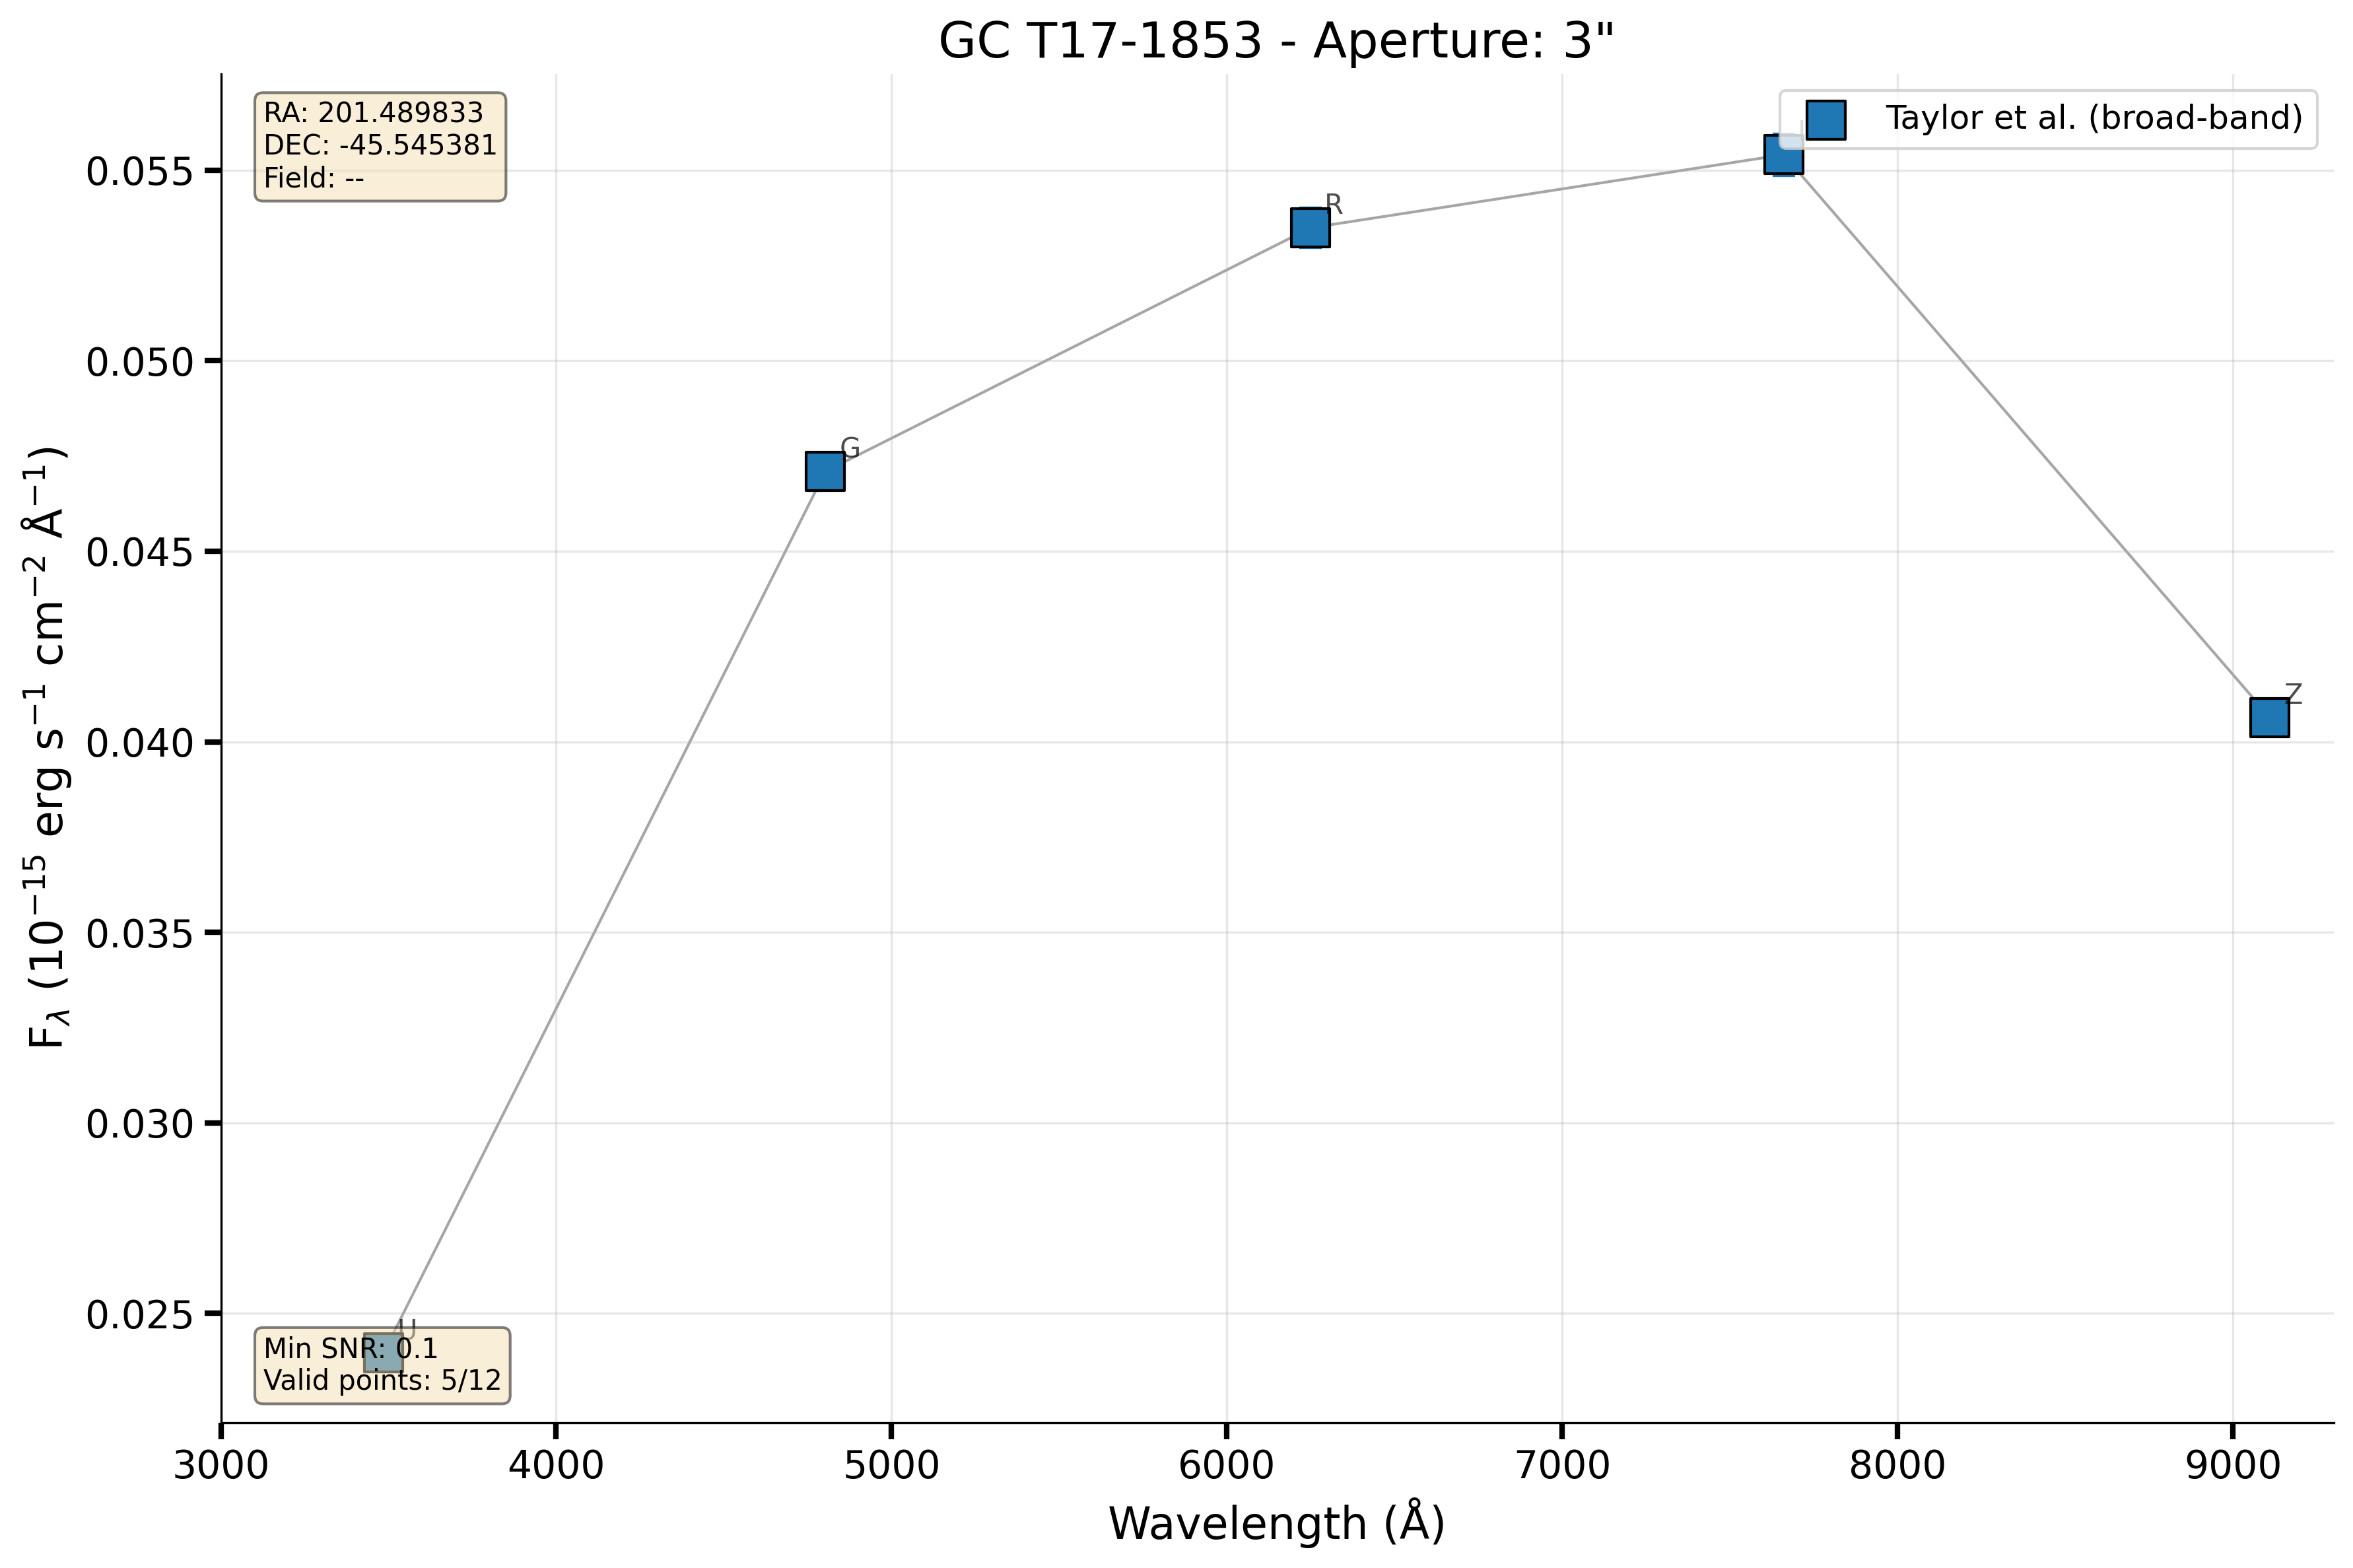 GC T17-1853 - Aperture: 3"
RA: 201.489833
DEC: -45.545381
Field: --
Taylor et al. (broad-band)
0.055
0.050
0.045
0.040
0.035
0.030
0.025
F_λ (10⁻¹⁵ erg s⁻¹ cm⁻² Å⁻¹)
U
G
R
Z
Min SNR: 0.1
Valid points: 5/12
3000 4000 5000 6000 7000 8000 9000
Wavelength (Å)